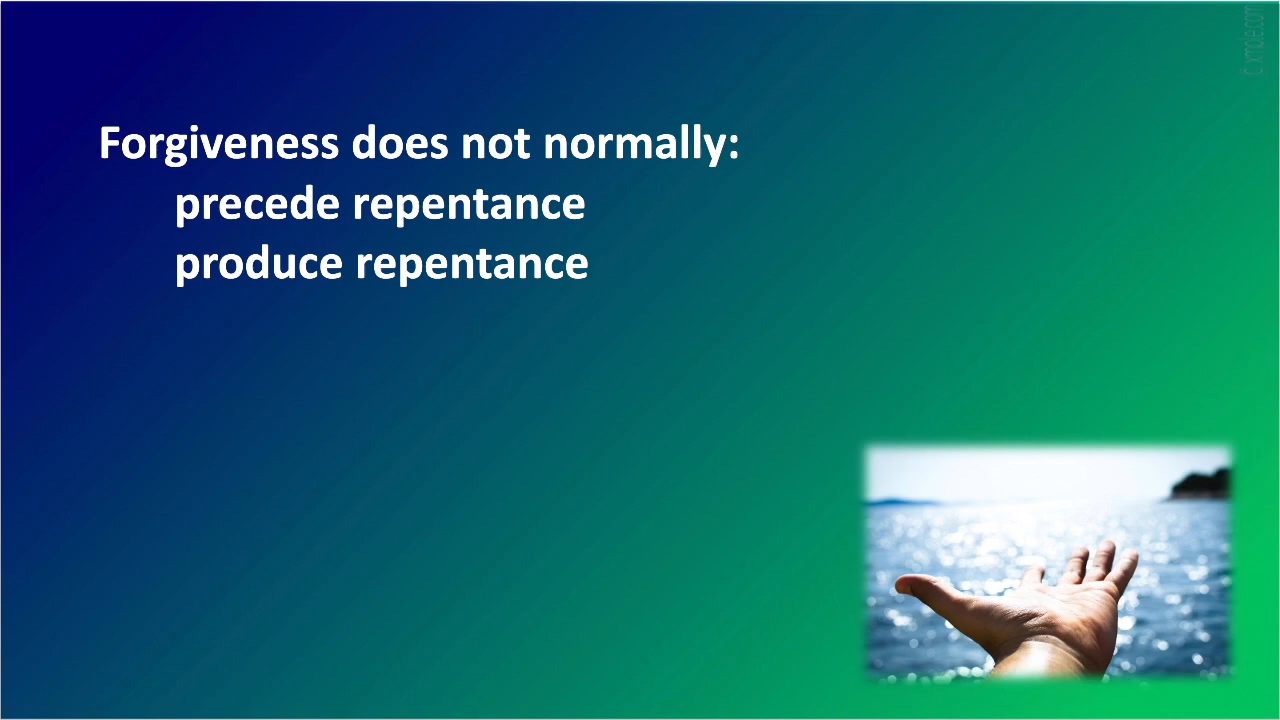 Forgiveness does not normally:
precede repentance
produce repentance